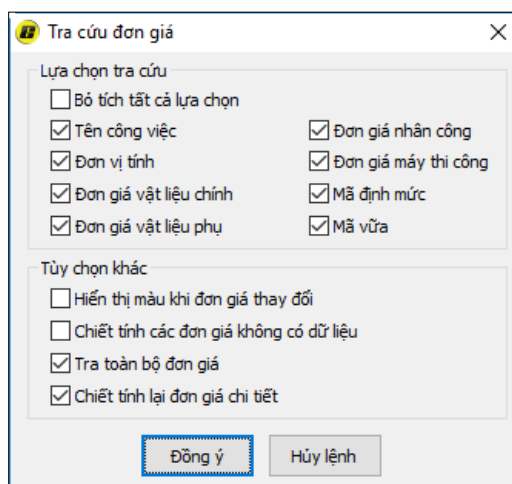 Tra cứu đơn giá
Lựa chọn tra cứu
Bỏ tích tất cả lựa chọn
Tên công việc
Đơn giá nhân công
Đơn vị tính
Đơn giá máy thi công
Đơn giá vật liệu chính
Mã định mức
Đơn giá vật liệu phụ
Mã vữa
Tùy chọn khác
Hiển thị màu khi đơn giá thay đổi
Chiết tính các đơn giá không có dữ liệu
Tra toàn bộ đơn giá
Chiết tính lại đơn giá chi tiết
Đồng ý
Hủy lệnh